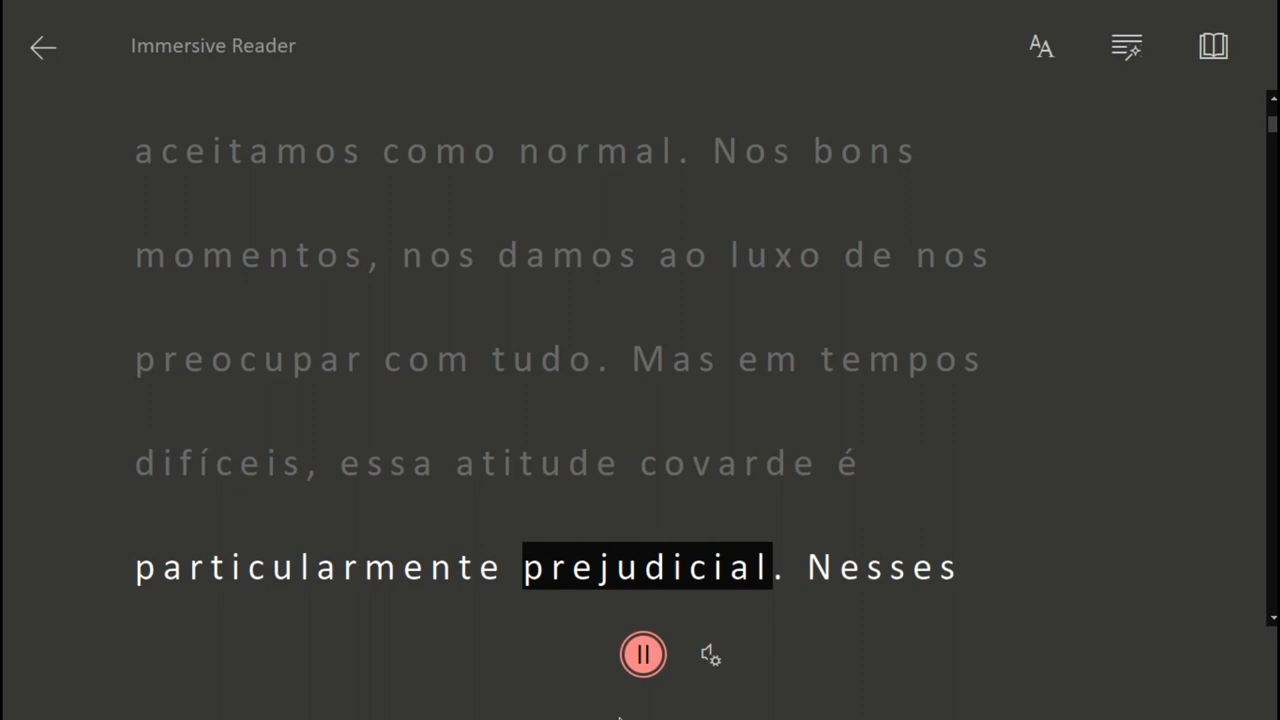 Immersive Reader
aceitamos como normal. Nos bons
momentos, nos damos ao luxo de nos
preocupar com tudo. Mas em tempos
difíceis, essa atitude covarde é
particularmente prejudicial. Nesses